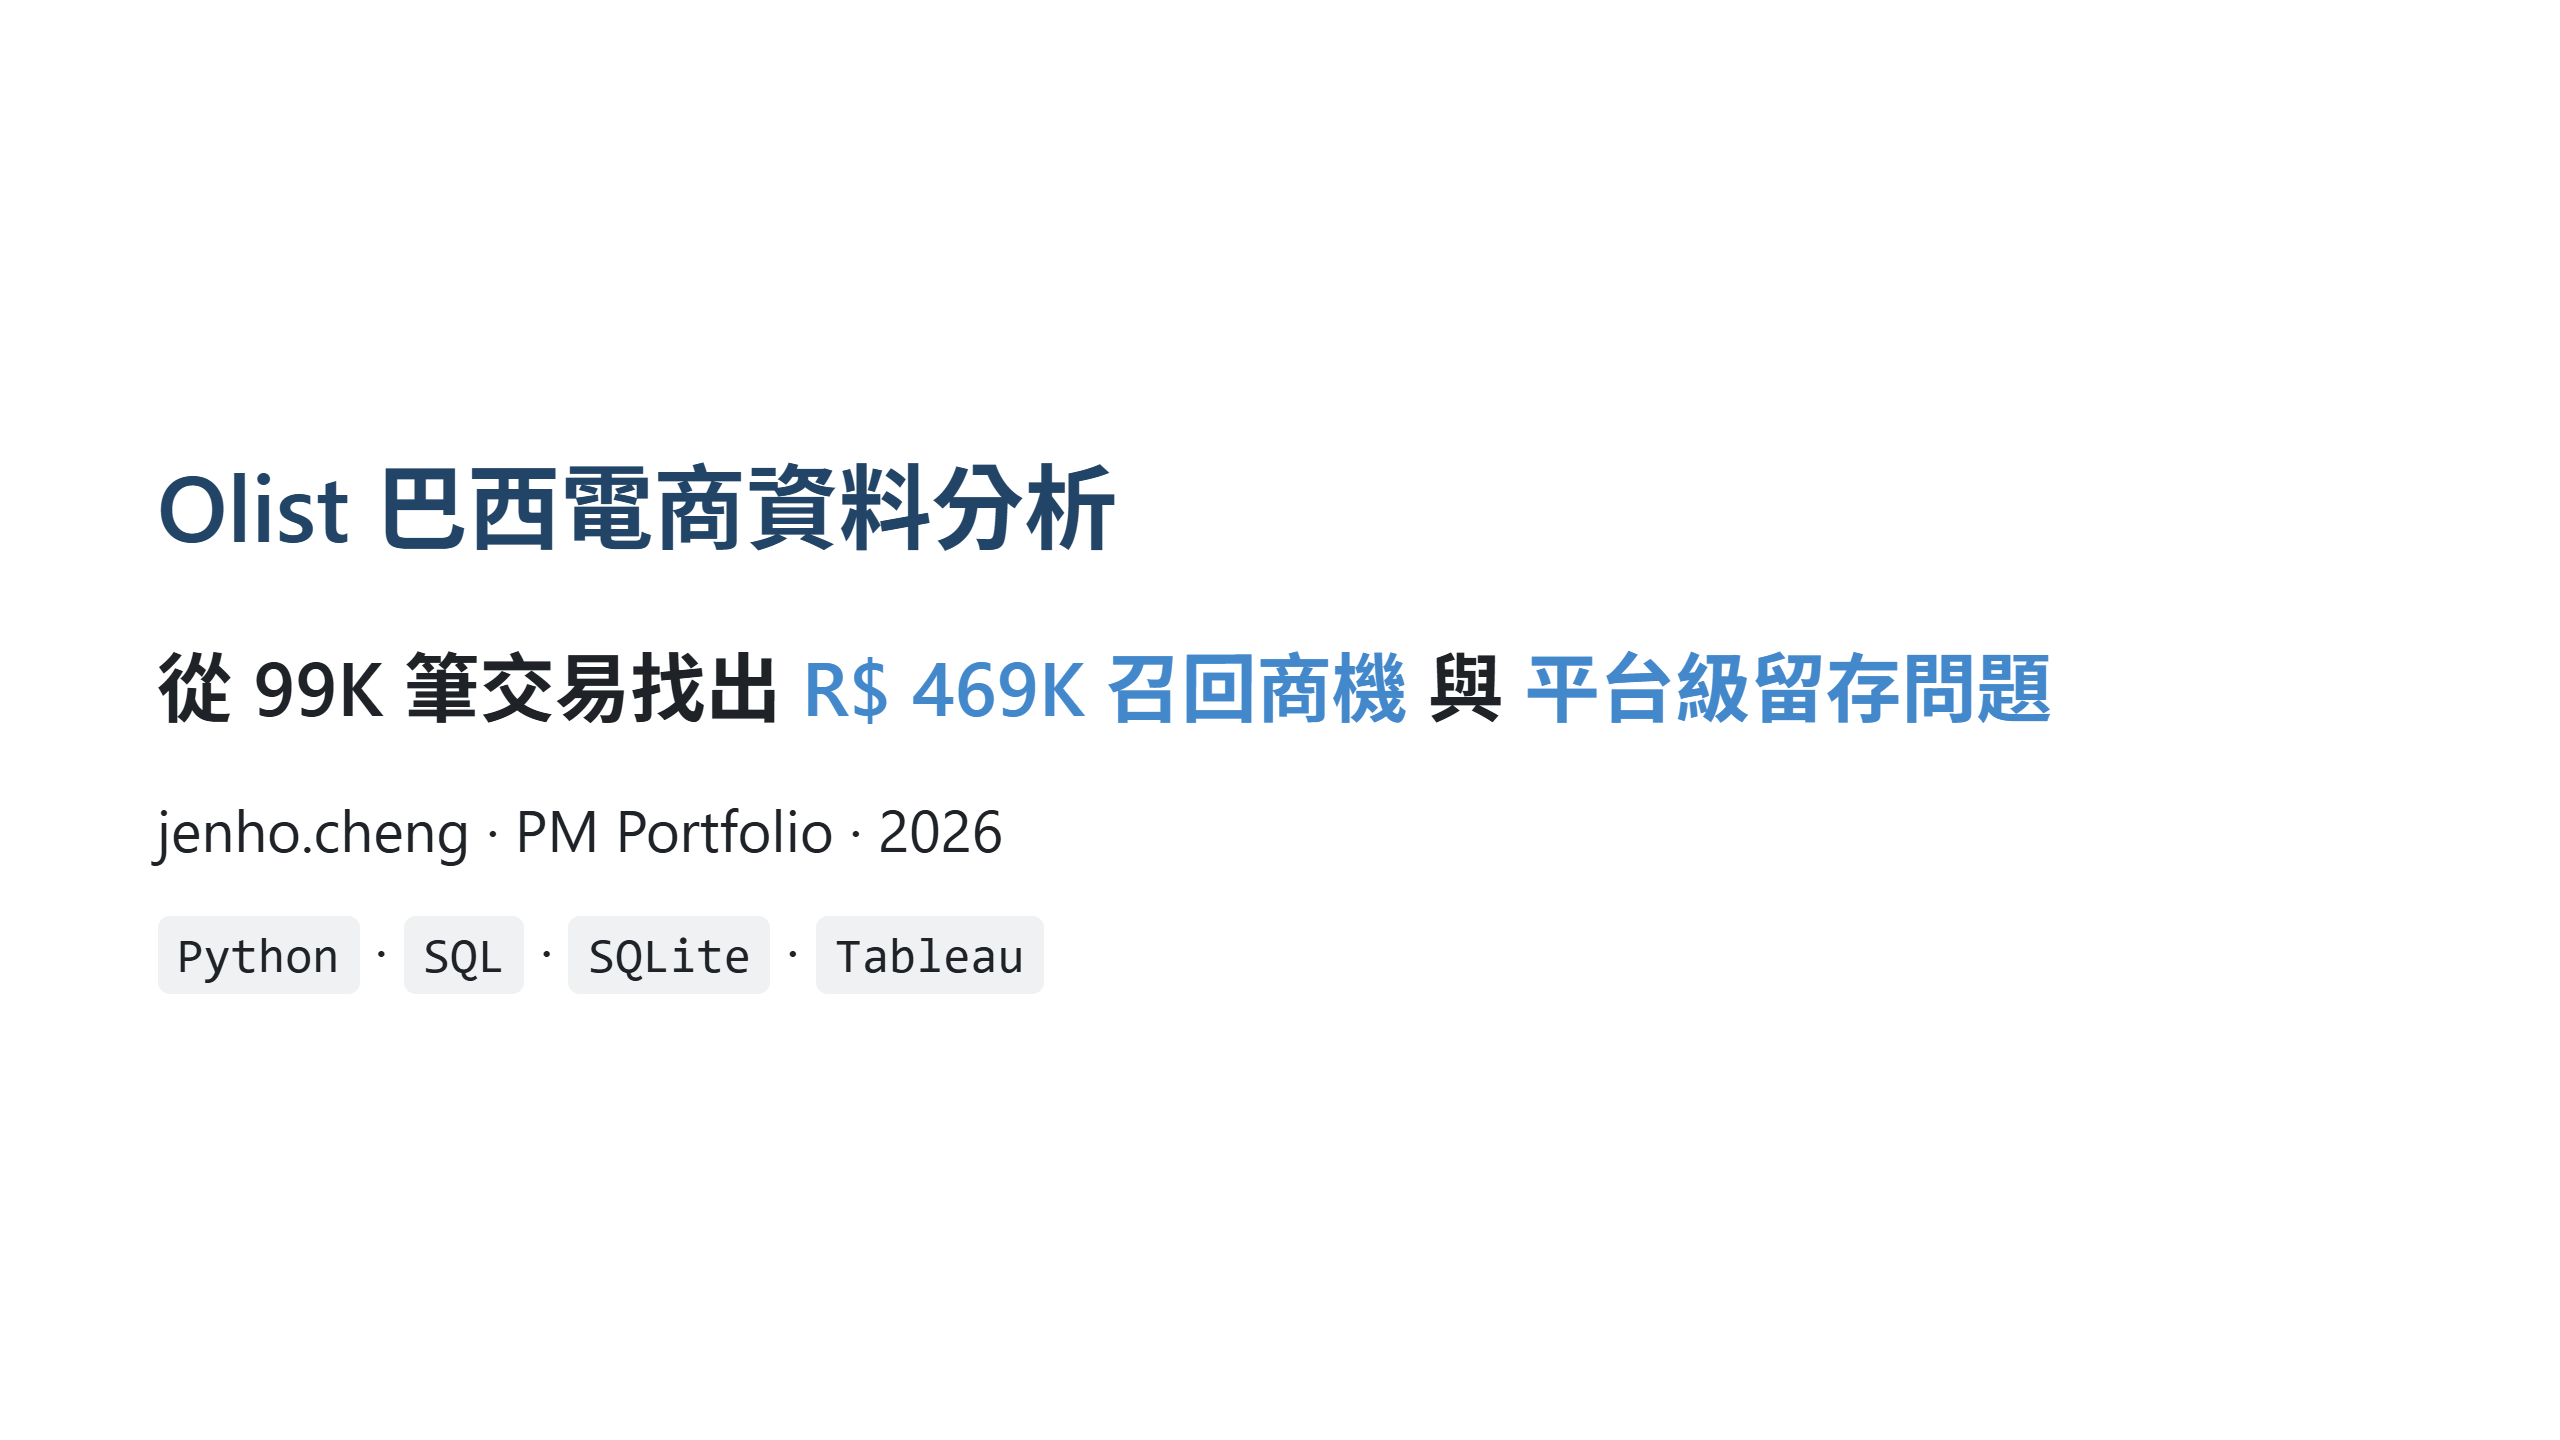 Olist 巴西電商資料分析
從 99K 筆交易找出 R$ 469K 召回商機 與 平台級留存問題
jenho.cheng · PM Portfolio · 2026
Python · SQL · SQLite · Tableau